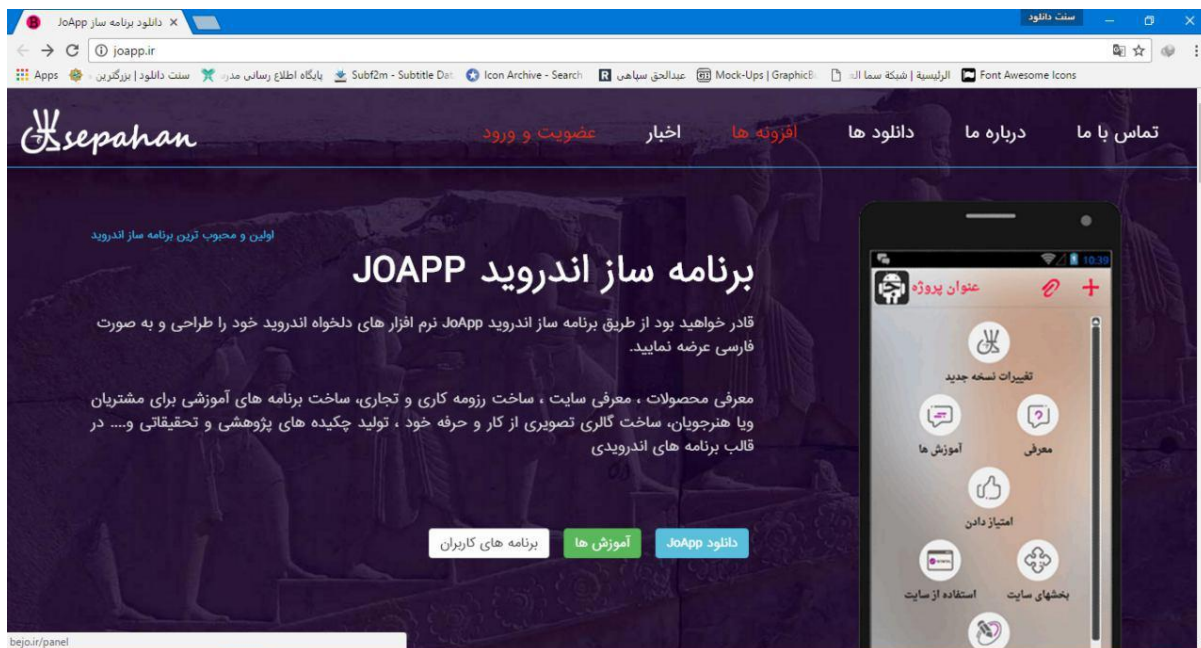 دانلود برنامه ساز JoApp
سنت دانلود
joapp.ir
Apps
سنت دانلود | بزرگترین
پایگاه اطلاع رسانی مدر
Subf2m - Subtitle Dat
Icon Archive - Search
عبدالحق سپاهی
Mock-Ups | GraphicB
الرئيسية | شبكة سما الـ
Font Awesome Icons
sepahan
تماس با ما
درباره ما
دانلود ها
افزونه ها
اخبار
عضویت و ورود
اولین و محبوب ترین برنامه ساز اندروید
برنامه ساز اندروید JOAPP
قادر خواهید بود از طریق برنامه ساز اندروید JoApp نرم افزار های دلخواه اندروید خود را طراحی و به صورت
فارسی عرضه نمایید.
معرفی محصولات ، معرفی سایت ، ساخت رزومه کاری و تجاری، ساخت برنامه های آموزشی برای مشتریان
ویا هنرجویان، ساخت گالری تصویری از کار و حرفه خود ، تولید چکیده های پژوهشی و تحقیقاتی و.... در
قالب برنامه های اندرویدی
دانلود JoApp
آموزش ها
برنامه های کاربران
10:39
عنوان پروژه
تغییرات نسخه جدید
معرفی
آموزش ها
امتیاز دادن
بخشهای سایت
استفاده از سایت
bejo.ir/panel